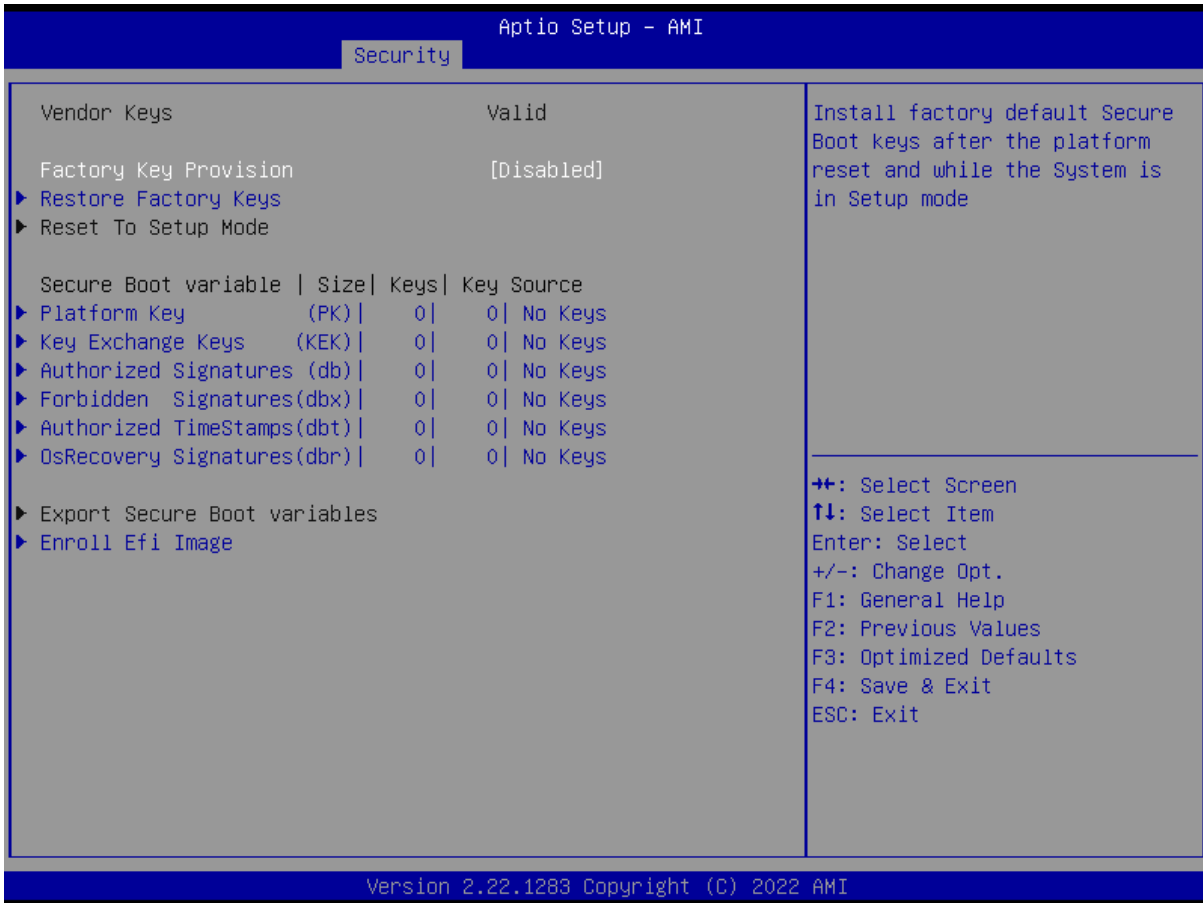 Aptio Setup – AMI
Security
Vendor Keys Valid
Factory Key Provision [Disabled]
▶ Restore Factory Keys
▶ Reset To Setup Mode
Secure Boot variable | Size| Keys| Key Source
▶ Platform Key (PK)| 0| 0| No Keys
▶ Key Exchange Keys (KEK)| 0| 0| No Keys
▶ Authorized Signatures (db)| 0| 0| No Keys
▶ Forbidden Signatures(dbx)| 0| 0| No Keys
▶ Authorized TimeStamps(dbt)| 0| 0| No Keys
▶ OsRecovery Signatures(dbr)| 0| 0| No Keys
▶ Export Secure Boot variables
▶ Enroll Efi Image
Install factory default Secure
Boot keys after the platform
reset and while the System is
in Setup mode
→←: Select Screen
↑↓: Select Item
Enter: Select
+/-: Change Opt.
F1: General Help
F2: Previous Values
F3: Optimized Defaults
F4: Save & Exit
ESC: Exit
Version 2.22.1283 Copyright (C) 2022 AMI